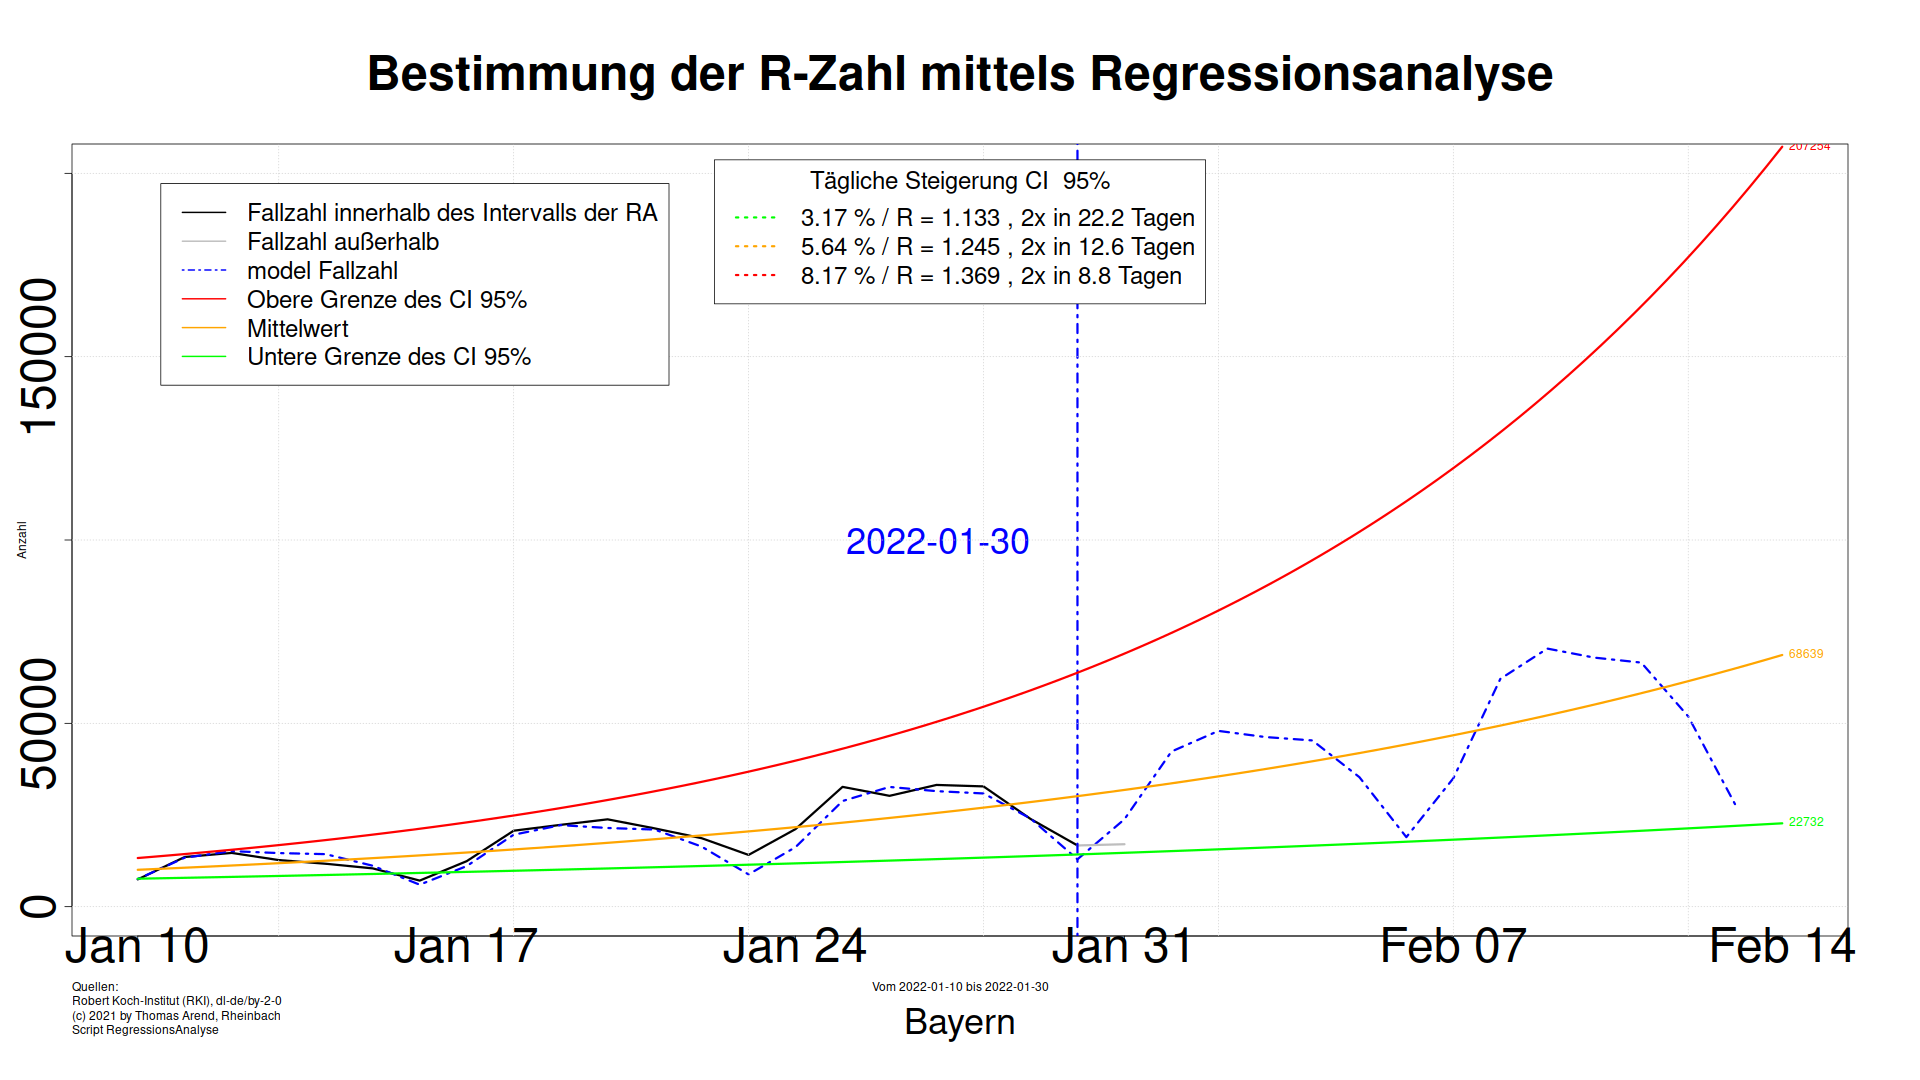 Bestimmung der R-Zahl mittels Regressionsanalyse
Fallzahl innerhalb des Intervalls der RA
Fallzahl außerhalb
model Fallzahl
Obere Grenze des CI 95%
Mittelwert
Untere Grenze des CI 95%
Tägliche Steigerung CI 95%
3.17 % / R = 1.133 , 2x in 22.2 Tagen
5.64 % / R = 1.245 , 2x in 12.6 Tagen
8.17 % / R = 1.369 , 2x in 8.8 Tagen
207254
2022-01-30
68639
22732
Anzahl
150000
50000
0
Jan 10
Jan 17
Jan 24
Jan 31
Feb 07
Feb 14
Quellen:
Robert Koch-Institut (RKI), dl-de/by-2-0
(c) 2021 by Thomas Arend, Rheinbach
Script RegressionsAnalyse
Vom 2022-01-10 bis 2022-01-30
Bayern